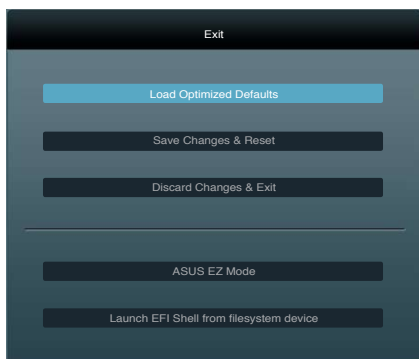 Exit
Load Optimized Defaults
Save Changes & Reset
Discard Changes & Exit
ASUS EZ Mode
Launch EFI Shell from filesystem device